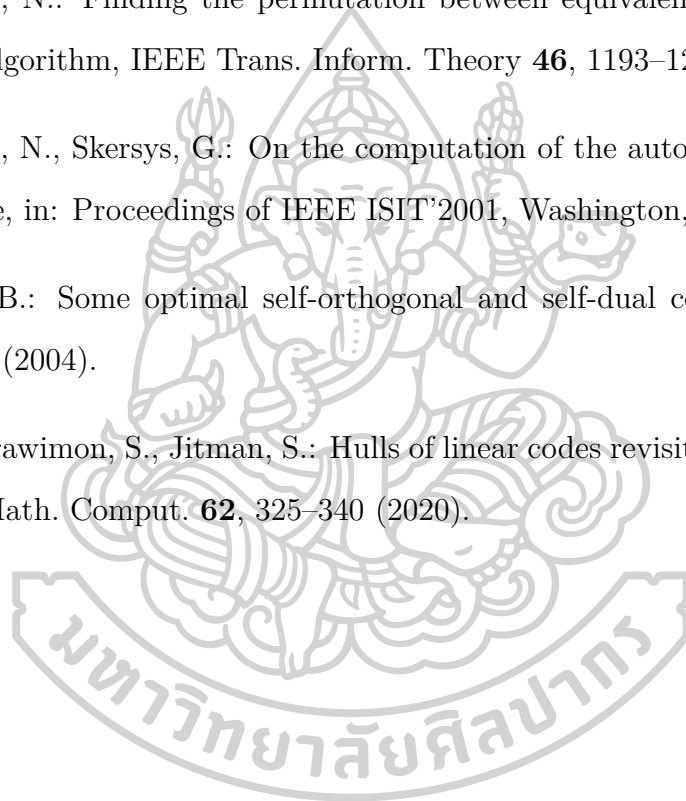 , N.: Finding the permutation between equivalen
lgorithm, IEEE Trans. Inform. Theory 46, 1193–12
, N., Skersys, G.: On the computation of the auto
e, in: Proceedings of IEEE ISIT’2001, Washington,
B.: Some optimal self-orthogonal and self-dual co
(2004).
rawimon, S., Jitman, S.: Hulls of linear codes revisit
Math. Comput. 62, 325–340 (2020).
มหาวิทยาลัยศิลปากร